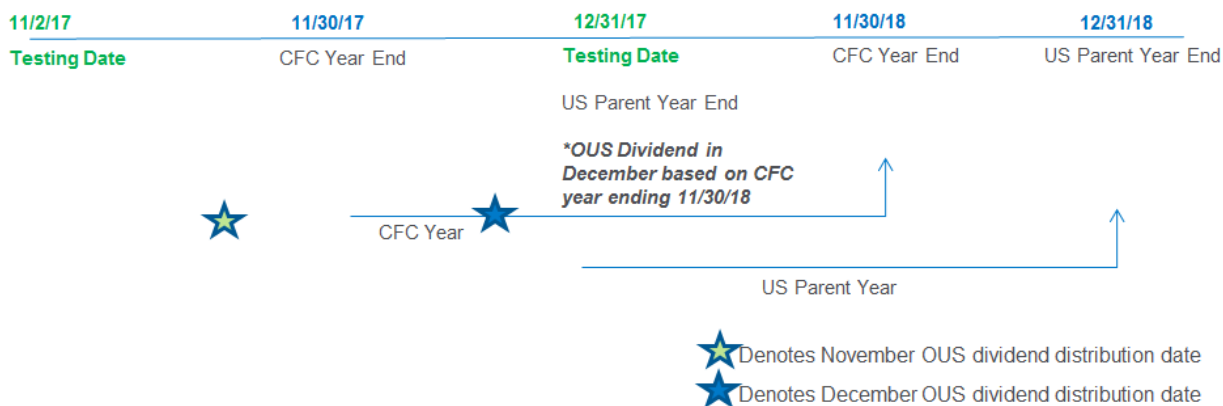 11/2/17 11/30/17 12/31/17 11/30/18 12/31/18
Testing Date CFC Year End Testing Date CFC Year End US Parent Year End
US Parent Year End
*OUS Dividend in
December based on CFC
year ending 11/30/18
CFC Year
US Parent Year
Denotes November OUS dividend distribution date
Denotes December OUS dividend distribution date